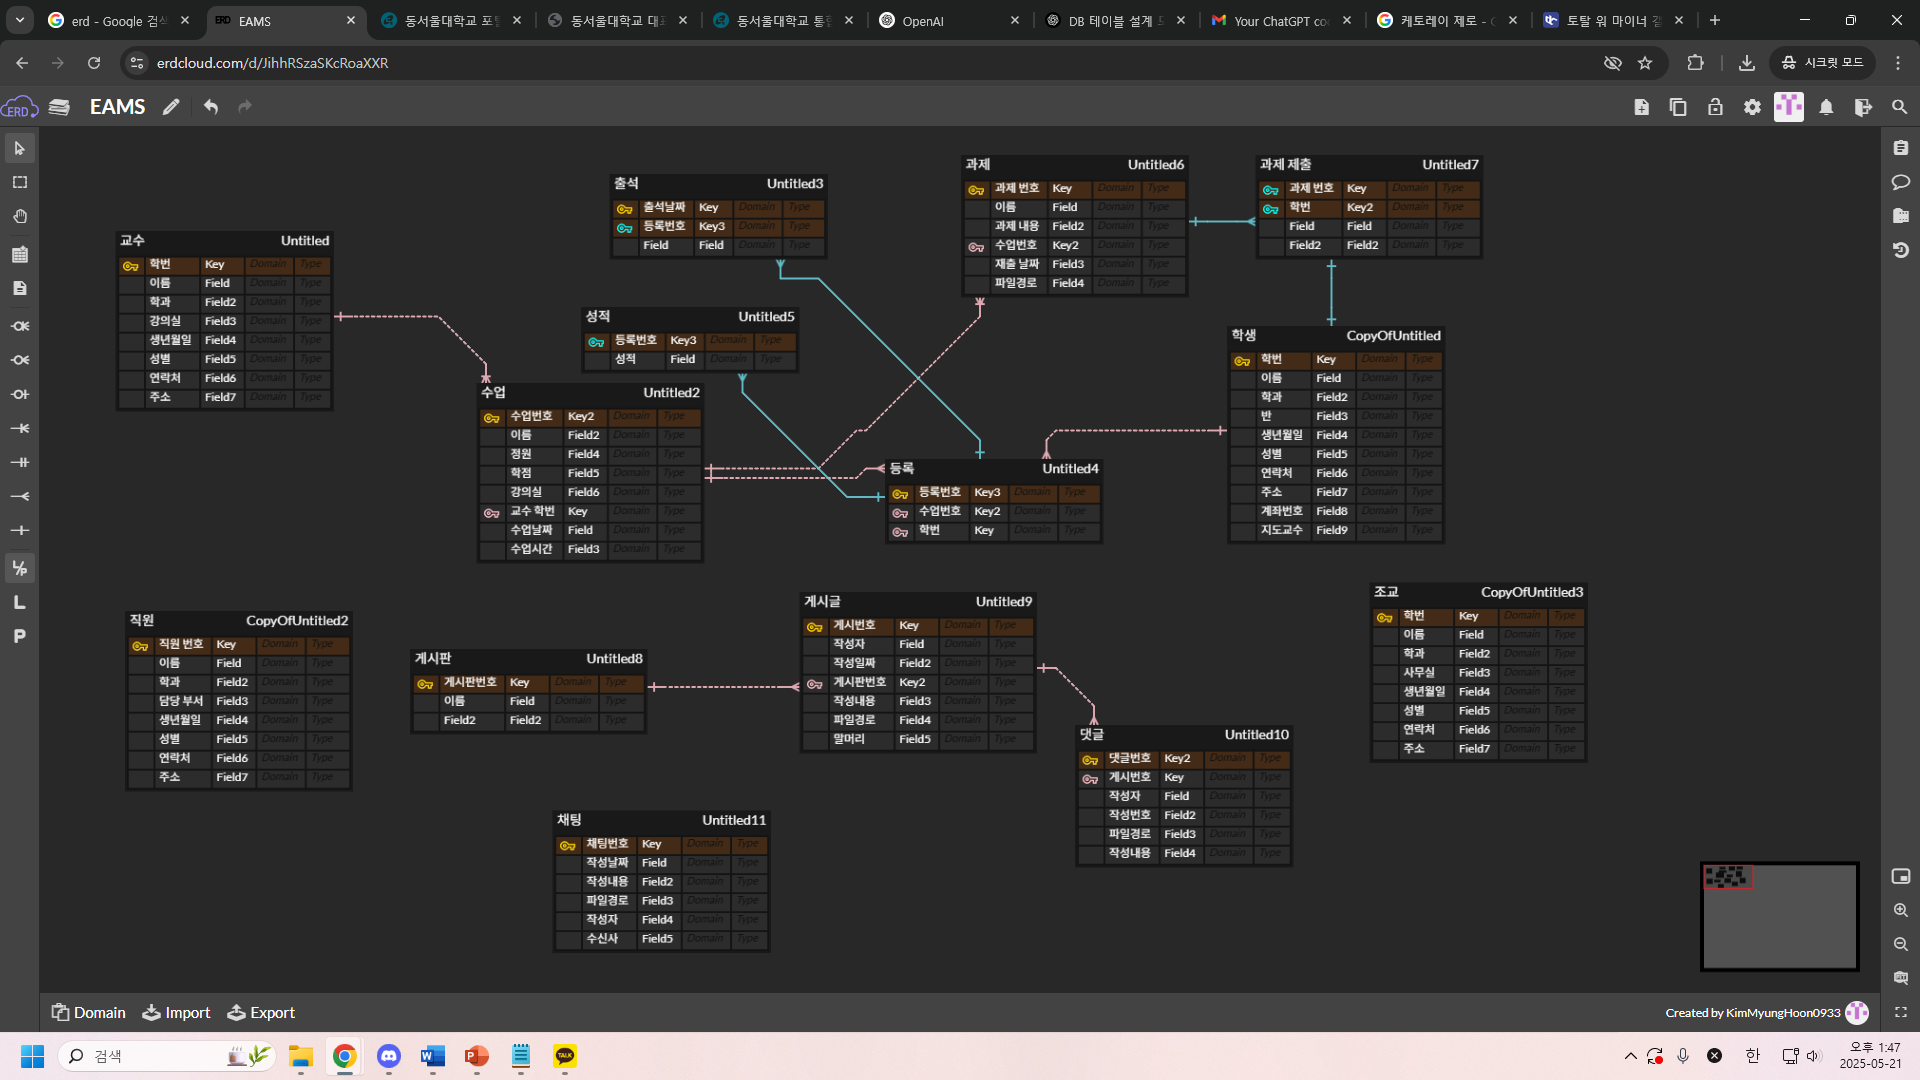 erd - Google 검색
EAMS
동서울대학교 포털
동서울대학교 대표
동서울대학교 통합
OpenAI
DB 테이블 설계 도
Your ChatGPT co
케토레이 제로 - G
토탈 워 마이너 갤
erdcloud.com/d/JihhRSzaSKcRoaXXR
시크릿 모드
ERD
EAMS
교수 Untitled
학번 Key Domain Type
이름 Field
학과 Field2 Domain Type
강의실 Field3 Domain Type
생년월일 Field4 Domain Type
성별 Field5 Domain Type
연락처 Field6 Domain Type
주소 Field7 Domain Type
출석 Untitled3
출석날짜 Key Domain Type
등록번호 Key3 Domain Type
Field Field Domain Type
성적 Untitled5
등록번호 Key3 Domain Type
성적 Field Domain Type
수업 Untitled2
수업번호 Key2 Domain Type
이름 Field2 Domain Type
정원 Field4 Domain Type
학점 Field5 Domain Type
강의실 Field6 Domain Type
교수 학번 Key Domain Type
수업날짜 Field Domain Type
수업시간 Field3 Domain Type
과제 Untitled6
과제 번호 Key Domain Type
이름 Field Domain Type
과제 내용 Field2 Domain Type
수업번호 Key2 Domain Type
재출 날짜 Field3 Domain Type
파일경로 Field4 Domain Type
과제 제출 Untitled7
과제 번호 Key Domain Type
학번 Key2 Domain Type
Field Field Domain Type
Field2 Field2 Domain Type
학생 CopyOfUntitled
학번 Key Domain Type
이름 Field Domain Type
학과 Field2 Domain Type
반 Field3 Domain Type
생년월일 Field4 Domain Type
성별 Field5 Domain Type
연락처 Field6 Domain Type
주소 Field7 Domain Type
계좌번호 Field8 Domain Type
지도교수 Field9 Domain Type
등록 Untitled4
등록번호 Key3 Domain Type
수업번호 Key2 Domain Type
학번 Key Domain Type
직원 CopyOfUntitled2
직원 번호 Key Domain Type
이름 Field Domain Type
학과 Field2 Domain Type
담당 부서 Field3 Domain Type
생년월일 Field4 Domain Type
성별 Field5 Domain Type
연락처 Field6 Domain Type
주소 Field7 Domain Type
게시판 Untitled8
게시판번호 Key Domain Type
이름 Field Domain Type
Field2 Field2 Domain Type
게시글 Untitled9
게시번호 Key Domain Type
작성자 Field Domain Type
작성일짜 Field2 Domain Type
게시판번호 Key2 Domain Type
작성내용 Field3 Domain Type
파일경로 Field4 Domain Type
말머리 Field5 Domain Type
댓글 Untitled10
댓글번호 Key2 Domain Type
게시번호 Key Domain Type
작성자 Field Domain Type
작성번호 Field2 Domain Type
파일경로 Field3 Domain Type
작성내용 Field4 Domain Type
조교 CopyOfUntitled3
학번 Key Domain Type
이름 Field Domain Type
학과 Field2 Domain Type
사무실 Field3 Domain Type
생년월일 Field4 Domain Type
성별 Field5 Domain Type
연락처 Field6 Domain Type
주소 Field7 Domain Type
채팅 Untitled11
채팅번호 Key Domain Type
작성날짜 Field Domain Type
작성내용 Field2 Domain Type
파일경로 Field3 Domain Type
작성자 Field4 Domain Type
수신사 Field5 Domain Type
L
P
Domain Import Export
Created by KimMyungHoon0933
검색
TALK
한
오후 1:47
2025-05-21